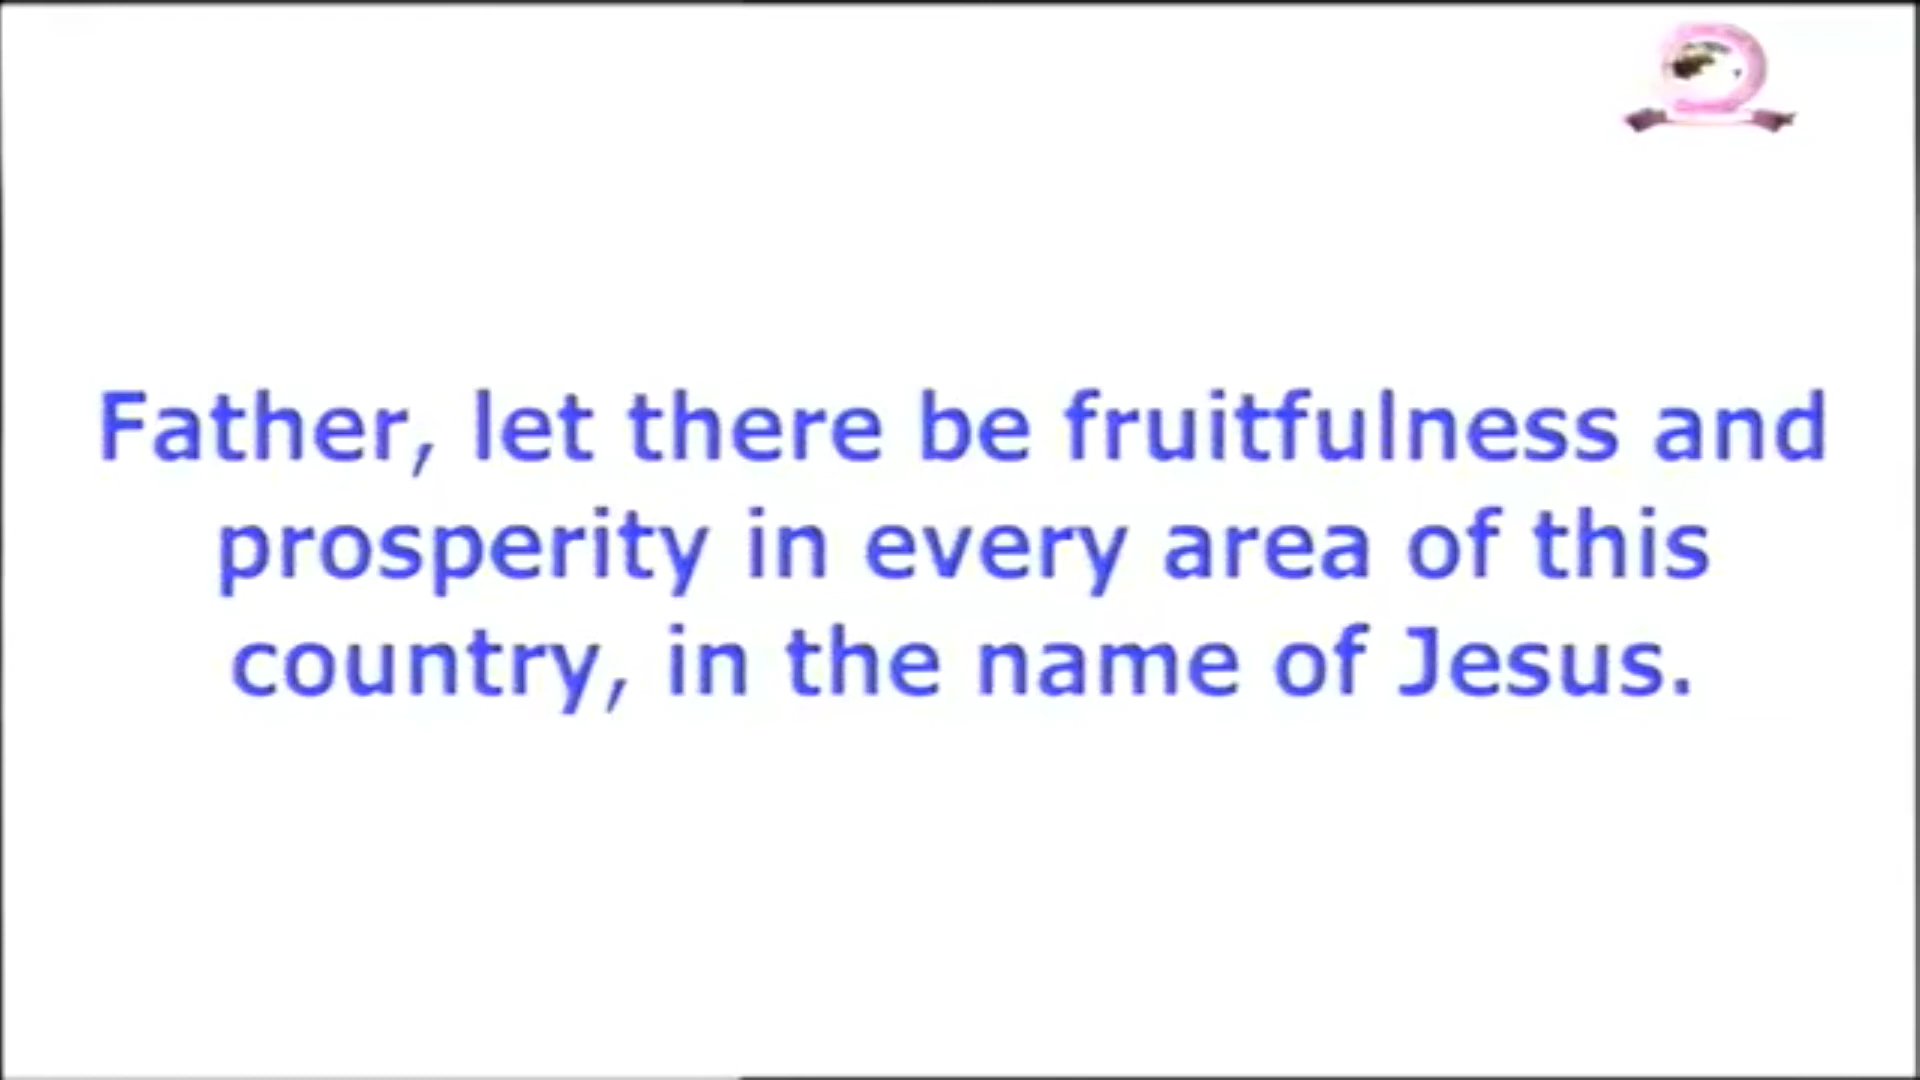 Father, let there be fruitfulness and
prosperity in every area of this
country, in the name of Jesus.